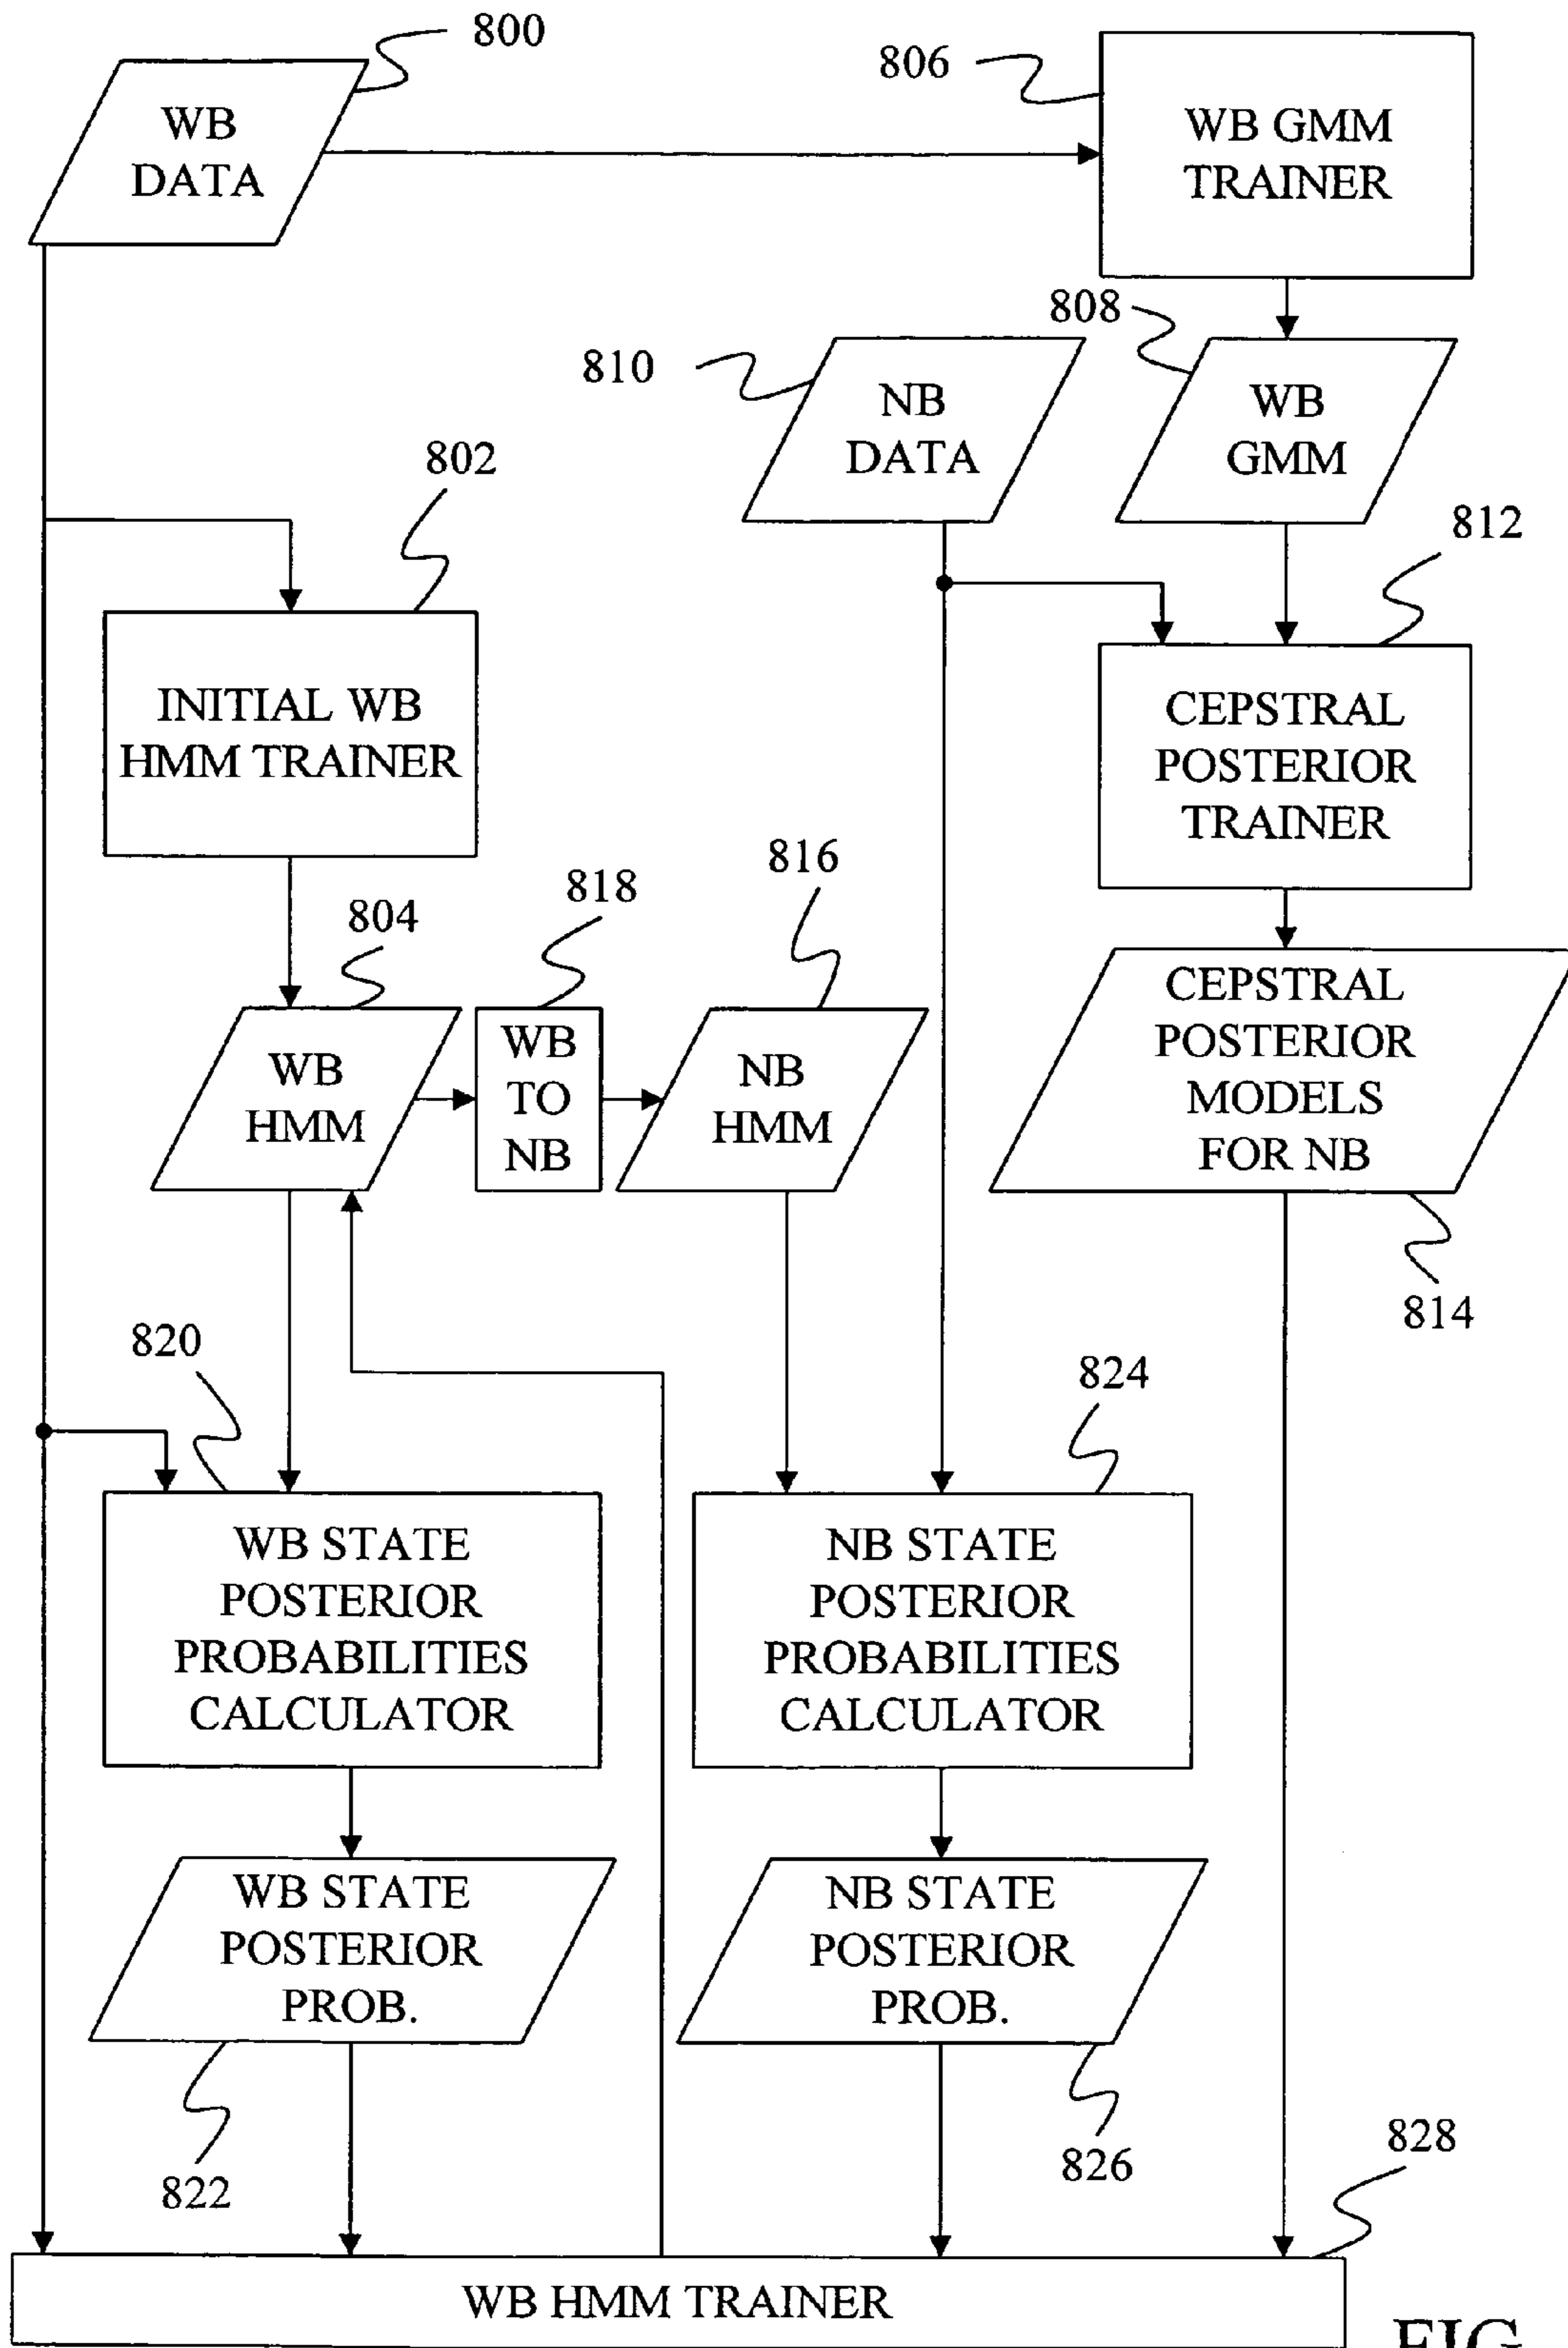 800
806
WB
DATA
WB GMM
TRAINER
808
810
NB
DATA
WB
GMM
802
812
INITIAL WB
HMM TRAINER
CEPSTRAL
POSTERIOR
TRAINER
816
818
804
WB
HMM
WB
TO
NB
NB
HMM
CEPSTRAL
POSTERIOR
MODELS
FOR NB
814
820
824
WB STATE
POSTERIOR
PROBABILITIES
CALCULATOR
NB STATE
POSTERIOR
PROBABILITIES
CALCULATOR
WB STATE
POSTERIOR
PROB.
NB STATE
POSTERIOR
PROB.
822
826
828
WB HMM TRAINER
FIG